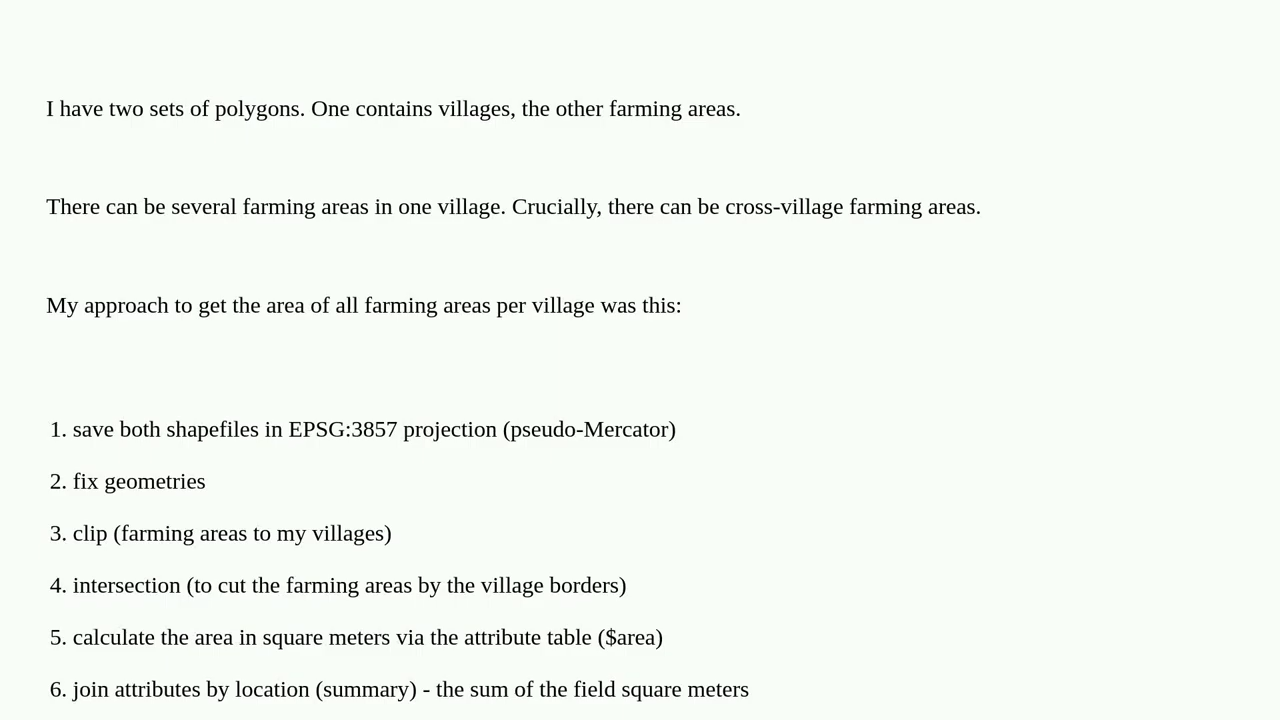 I have two sets of polygons. One contains villages, the other farming areas.
There can be several farming areas in one village. Crucially, there can be cross-village farming areas.
My approach to get the area of all farming areas per village was this:
1. save both shapefiles in EPSG:3857 projection (pseudo-Mercator)
2. fix geometries
3. clip (farming areas to my villages)
4. intersection (to cut the farming areas by the village borders)
5. calculate the area in square meters via the attribute table ($area)
6. join attributes by location (summary) - the sum of the field square meters